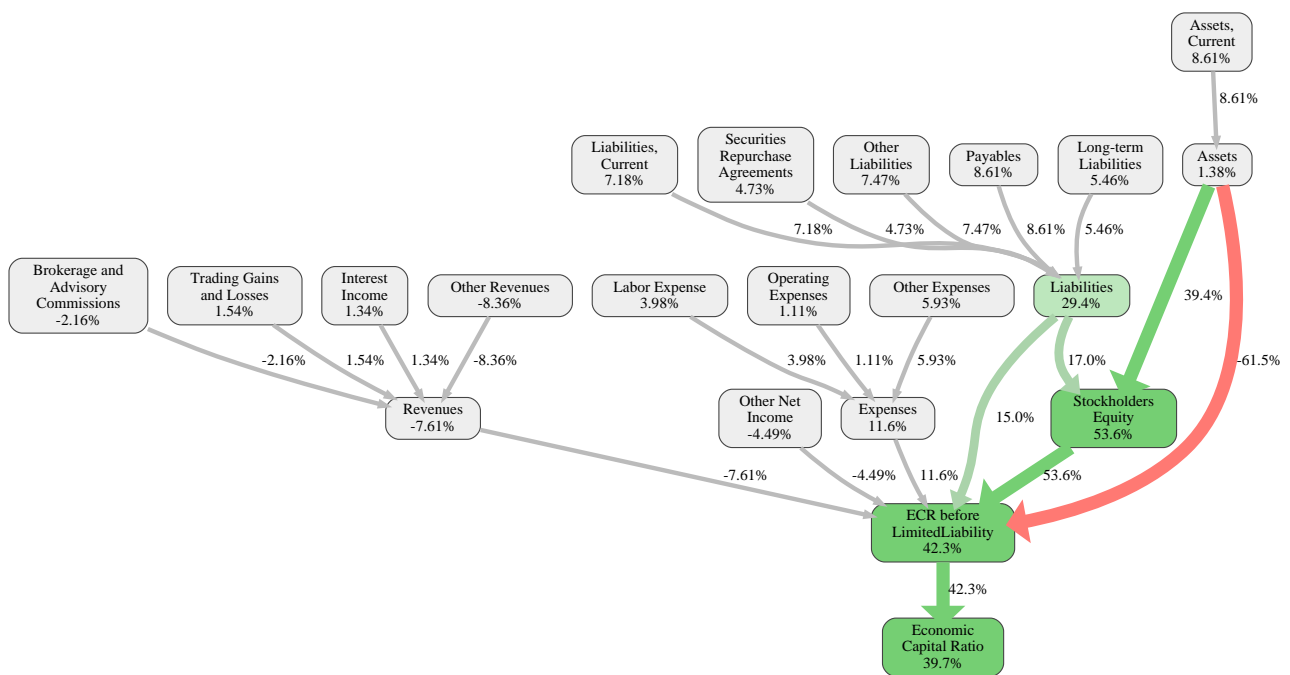 Assets,
Current
8.61%
8.61%
Liabilities,
Current
7.18%
Securities
Repurchase
Agreements
4.73%
Other
Liabilities
7.47%
Payables
8.61%
Long-term
Liabilities
5.46%
Assets
1.38%
7.18%
4.73%
7.47%
8.61%
5.46%
Brokerage and
Advisory
Commissions
-2.16%
Trading Gains
and Losses
1.54%
Interest
Income
1.34%
Other Revenues
-8.36%
Labor Expense
3.98%
Operating
Expenses
1.11%
Other Expenses
5.93%
Liabilities
29.4%
39.4%
-2.16%
1.54%
1.34%
-8.36%
3.98%
1.11%
5.93%
17.0%
-61.5%
Revenues
-7.61%
Other Net
Income
-4.49%
Expenses
11.6%
15.0%
Stockholders
Equity
53.6%
-7.61%
-4.49%
11.6%
53.6%
ECR before
LimitedLiability
42.3%
42.3%
Economic
Capital Ratio
39.7%